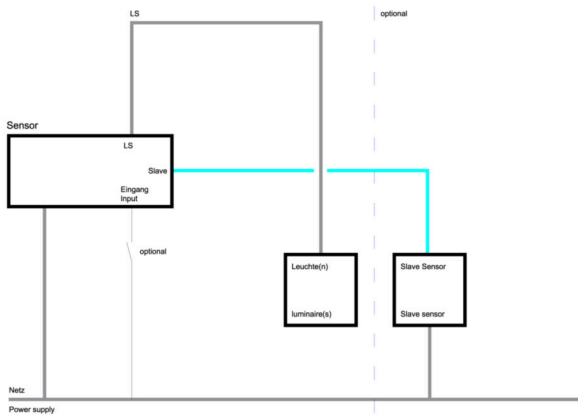 LS
optional
Sensor
LS
Slave
Eingang
Input
optional
Leuchte(n)
luminaire(s)
Slave Sensor
Slave sensor
Netz
Power supply